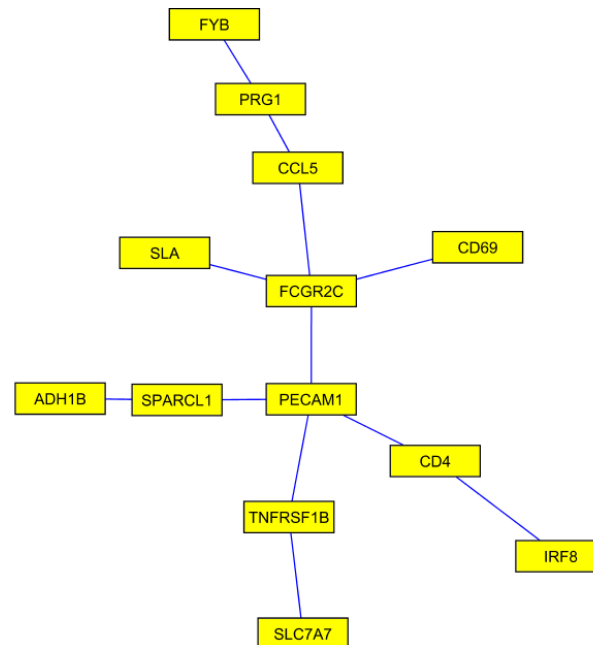 FYB
PRG1
CCL5
SLA
CD69
FCGR2C
ADH1B
SPARCL1
PECAM1
CD4
TNFRSF1B
IRF8
SLC7A7